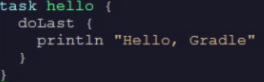 task hello {
  doLast {
    println "Hello, Gradle"
  }
}